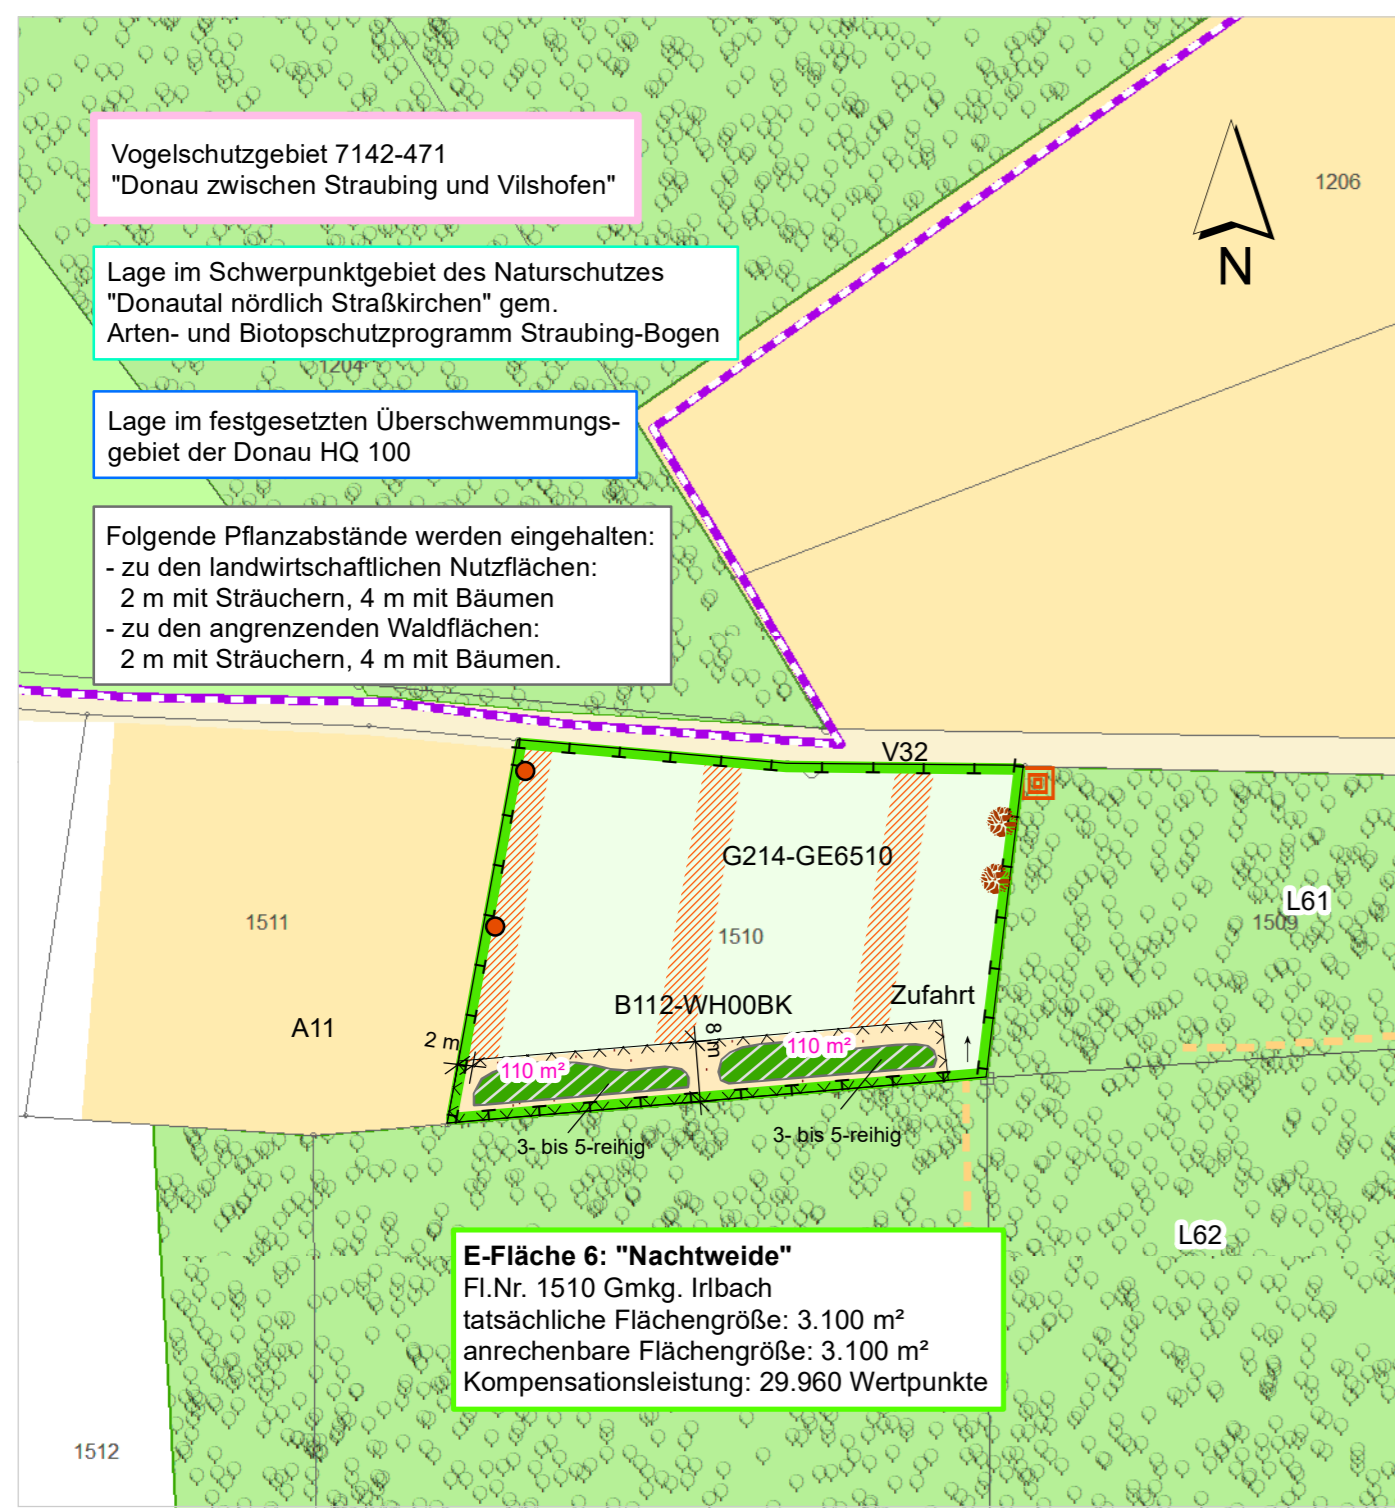 Vogelschutzgebiet 7142-471
"Donau zwischen Straubing und Vilshofen"
1206
N
Lage im Schwerpunktgebiet des Naturschutzes
"Donautal nördlich Straßkirchen" gem.
Arten- und Biotopschutzprogramm Straubing-Bogen
1204
Lage im festgesetzten Überschwemmungs-
gebiet der Donau HQ 100
Folgende Pflanzabstände werden eingehalten:
- zu den landwirtschaftlichen Nutzflächen:
2 m mit Sträuchern, 4 m mit Bäumen
- zu den angrenzenden Waldflächen:
2 m mit Sträuchern, 4 m mit Bäumen.
V32
G214-GE6510
L61
1511
1510
1509
Zufahrt
B112-WH00BK
A11
2 m
8 m
110 m²
110 m²
3- bis 5-reihig
3- bis 5-reihig
L62
E-Fläche 6: "Nachtweide"
Fl.Nr. 1510 Gmkg. Irlbach
tatsächliche Flächengröße: 3.100 m²
anrechenbare Flächengröße: 3.100 m²
Kompensationsleistung: 29.960 Wertpunkte
1512